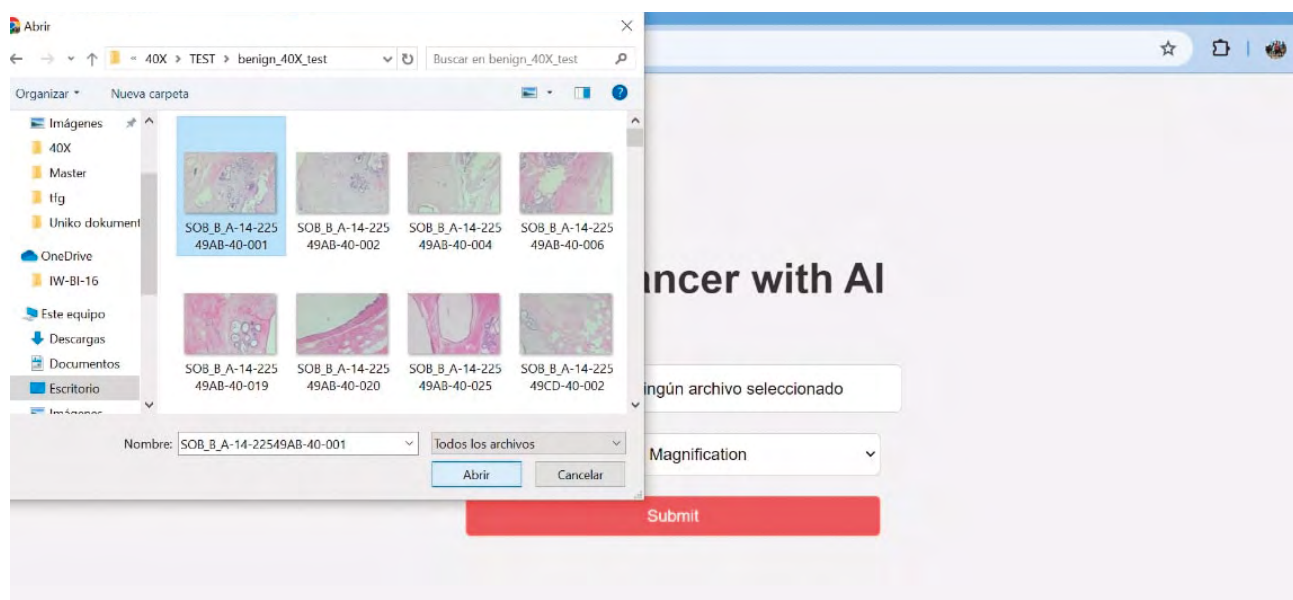 Abrir
40X > TEST > benign_40X_test
Buscar en benign_40X_test
Organizar
Nueva carpeta
Imágenes
40X
Master
tfg
Uniko dokument
OneDrive
IW-BI-16
Este equipo
Descargas
Documentos
Escritorio
Imágenes
SOB_B_A-14-225
49AB-40-001
SOB_B_A-14-225
49AB-40-002
SOB_B_A-14-225
49AB-40-004
SOB_B_A-14-225
49AB-40-006
SOB_B_A-14-225
49AB-40-019
SOB_B_A-14-225
49AB-40-020
SOB_B_A-14-225
49AB-40-025
SOB_B_A-14-225
49CD-40-002
Nombre: SOB_B_A-14-22549AB-40-001
Todos los archivos
Abrir
Cancelar
ncer with AI
ingún archivo seleccionado
Magnification
Submit